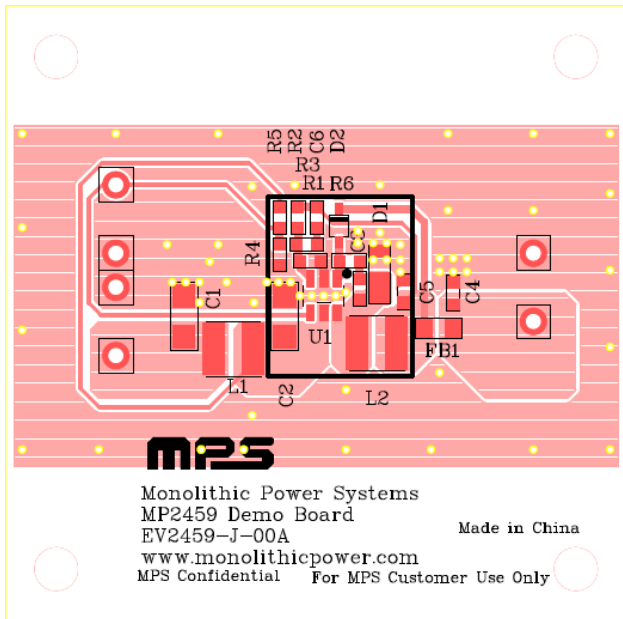 R5 R2 C6 D2
R3
R1 R6
D1
R4
C3
C1
C5 C4
U1
FB1
L1
C2
L2
MPS
Monolithic Power Systems
MP2459 Demo Board
EV2459-J-00A
Made in China
www.monolithicpower.com
MPS Confidential For MPS Customer Use Only